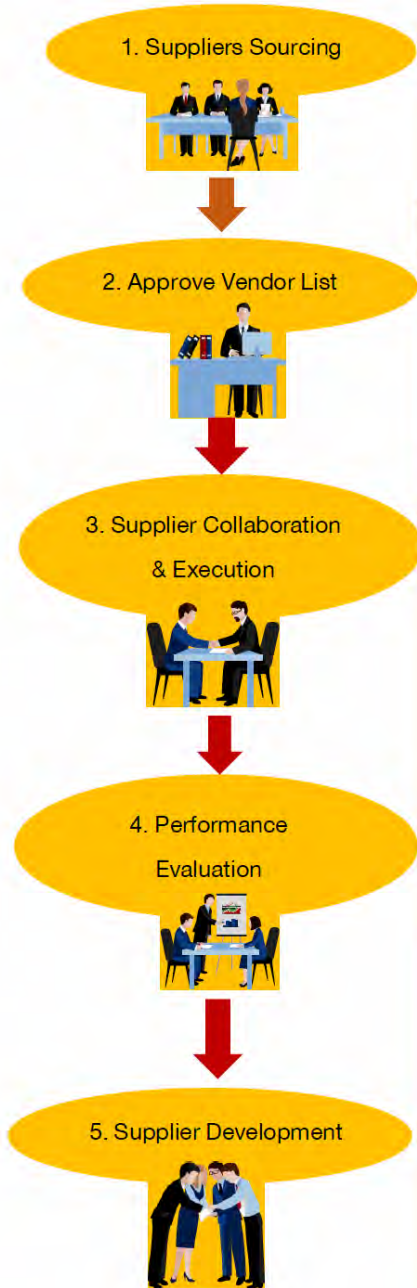 1. Suppliers Sourcing
2. Approve Vendor List
3. Supplier Collaboration
& Execution
4. Performance
Evaluation
5. Supplier Development